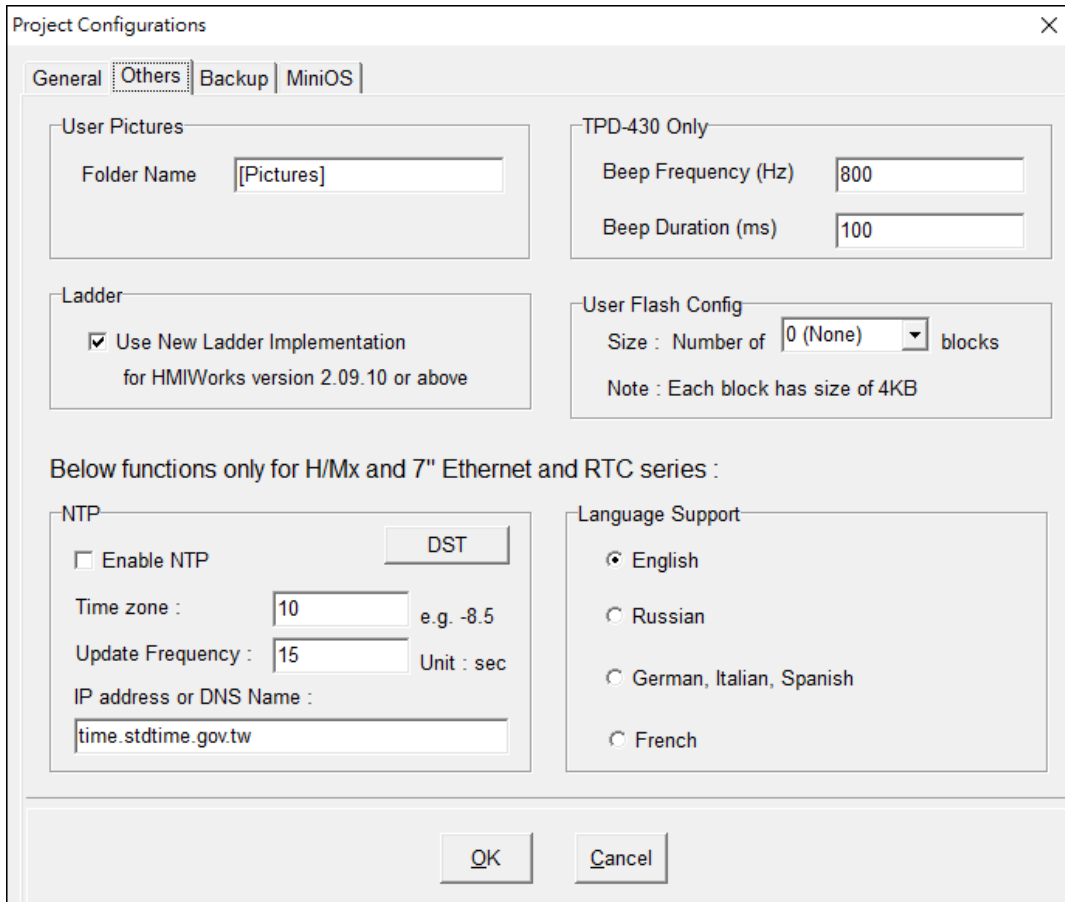 Project Configurations
General Others Backup MiniOS
User Pictures
Folder Name [Pictures]
TPD-430 Only
Beep Frequency (Hz) 800
Beep Duration (ms) 100
Ladder
Use New Ladder Implementation
for HMIWorks version 2.09.10 or above
User Flash Config
Size : Number of 0 (None) blocks
Note : Each block has size of 4KB
Below functions only for H/Mx and 7" Ethernet and RTC series :
NTP
Enable NTP DST
Time zone : 10 e.g. -8.5
Update Frequency : 15 Unit : sec
IP address or DNS Name :
time.stdtime.gov.tw
Language Support
English
Russian
German, Italian, Spanish
French
OK Cancel